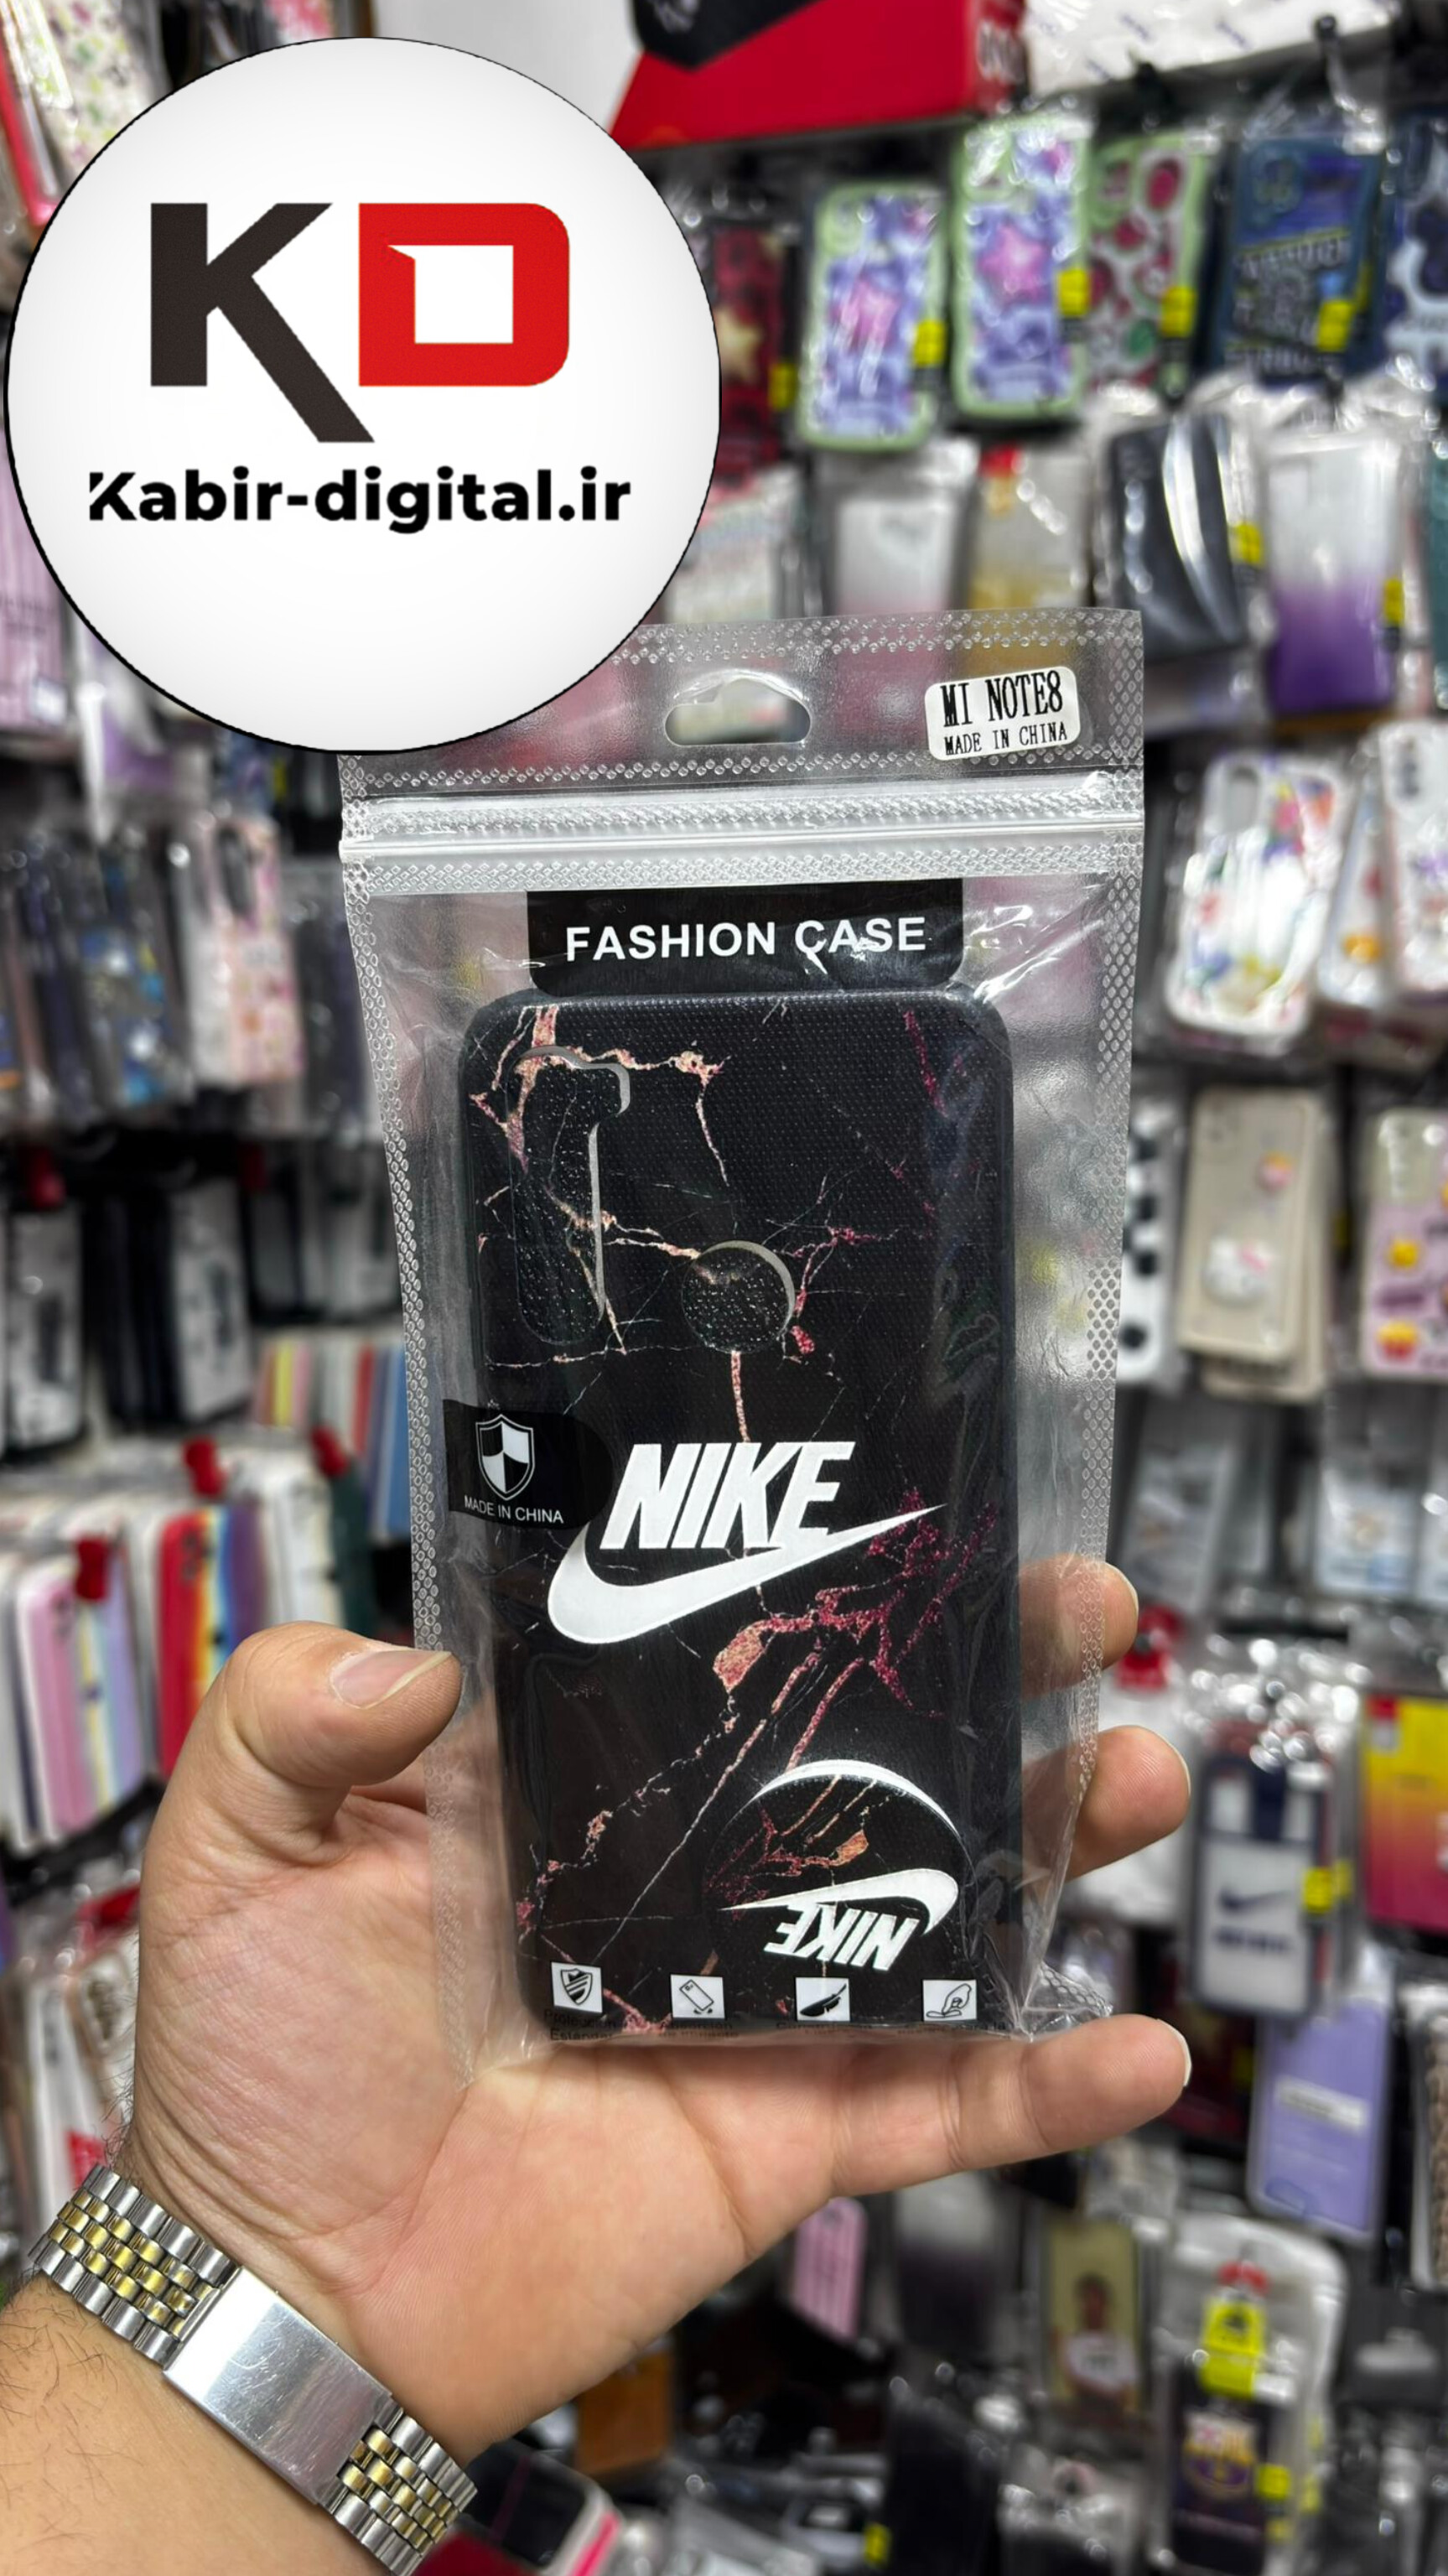 KD
Kabir-digital.ir
MI NOTE8
MADE IN CHINA
FASHION CASE
MADE IN CHINA
NIKE
NIKE